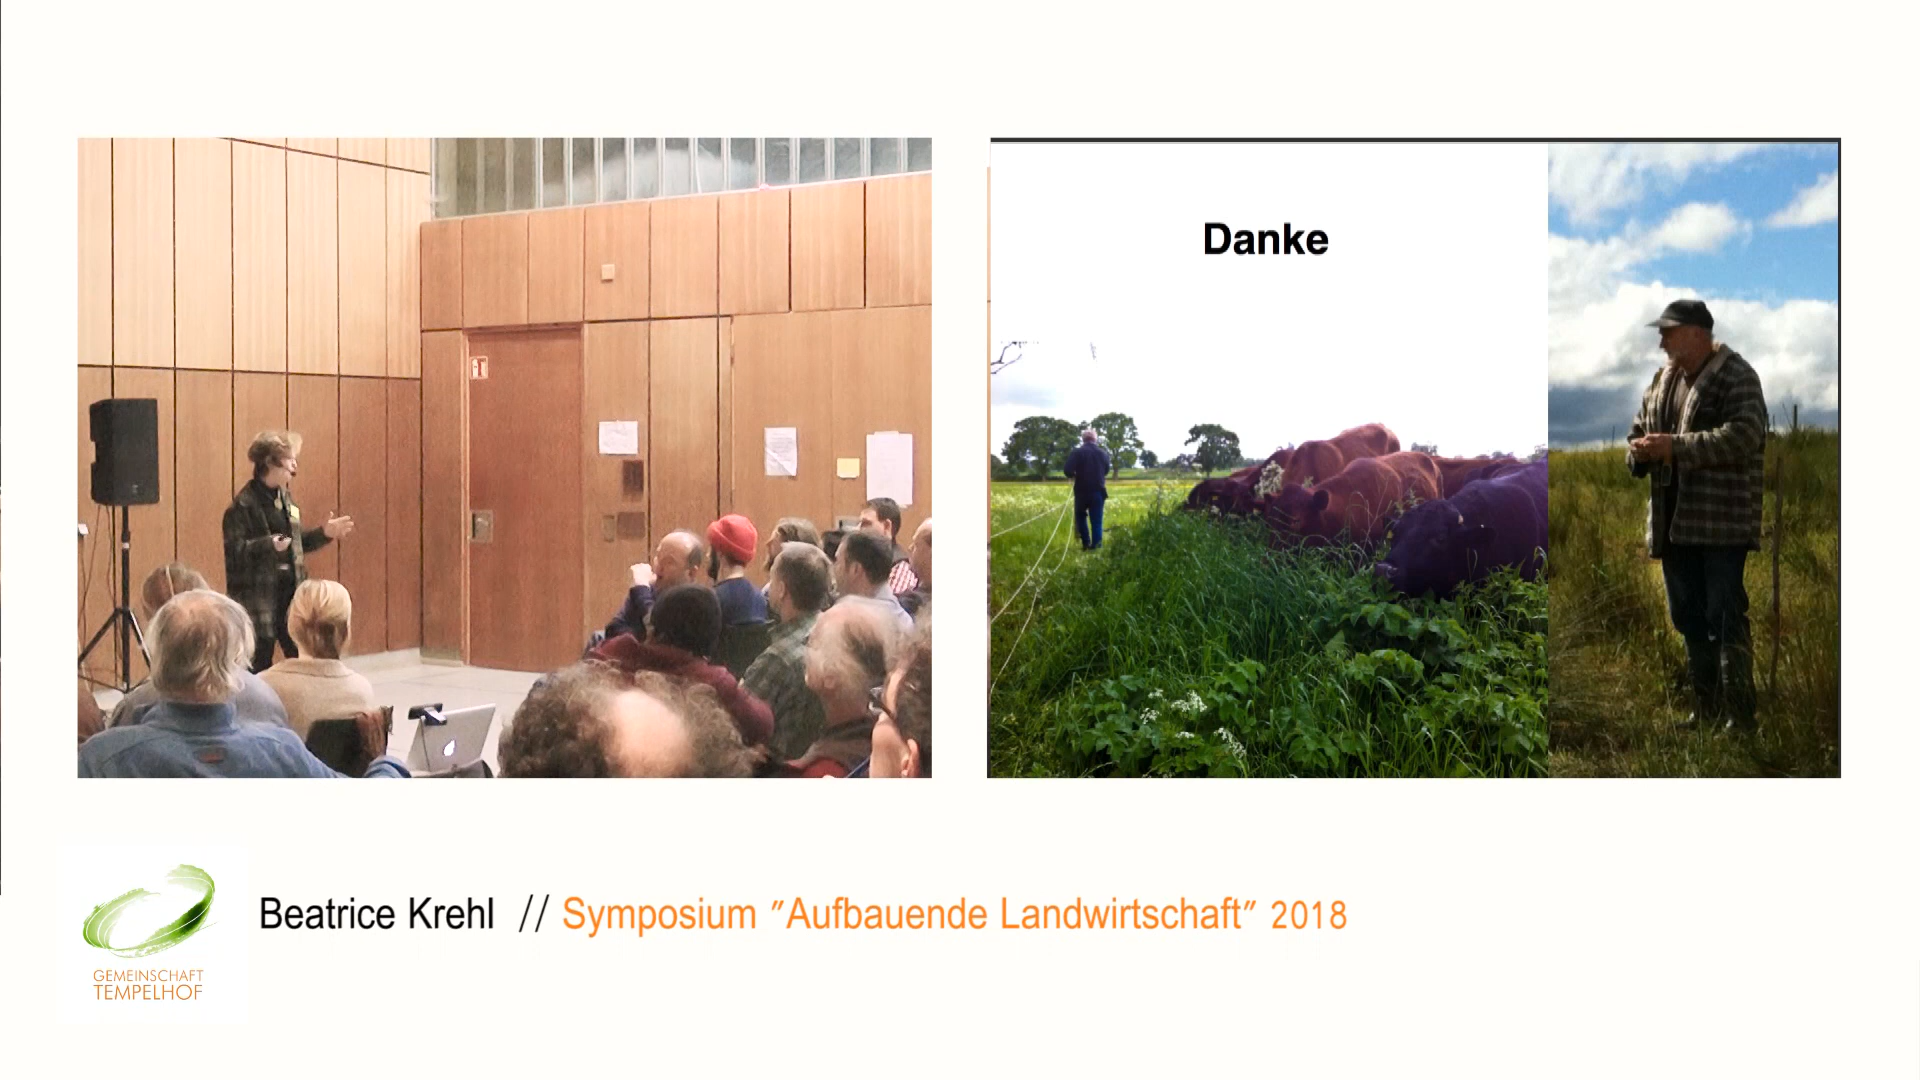 Danke
Beatrice Krehl // Symposium "Aufbauende Landwirtschaft" 2018
GEMEINSCHAFT
TEMPELHOF